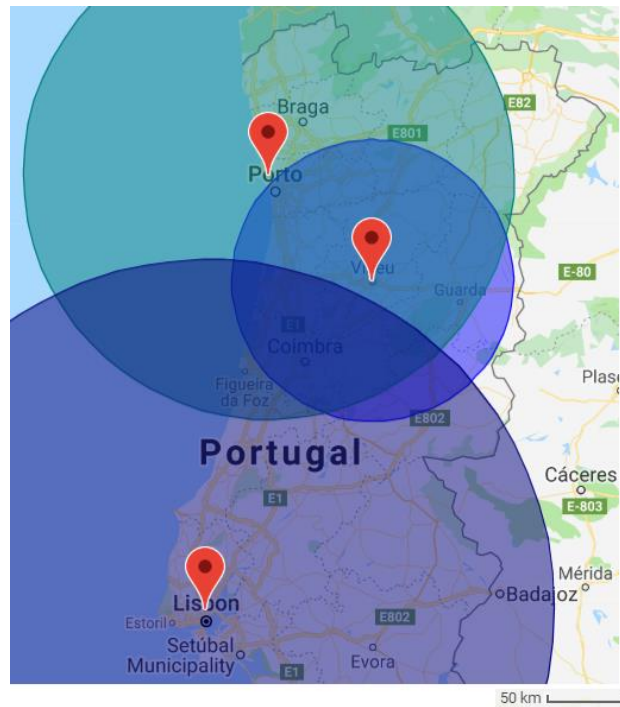 E82
Braga
E801
Porto
Viseu
E-80
Guarda
E1
Coimbra
Figueira
da Foz
Plas
E802
Portugal
Cáceres
E1
E-803
Mérida
Badajoz
Lisbon
Estoril
E802
Setúbal
Municipality
Evora
E1
50 km